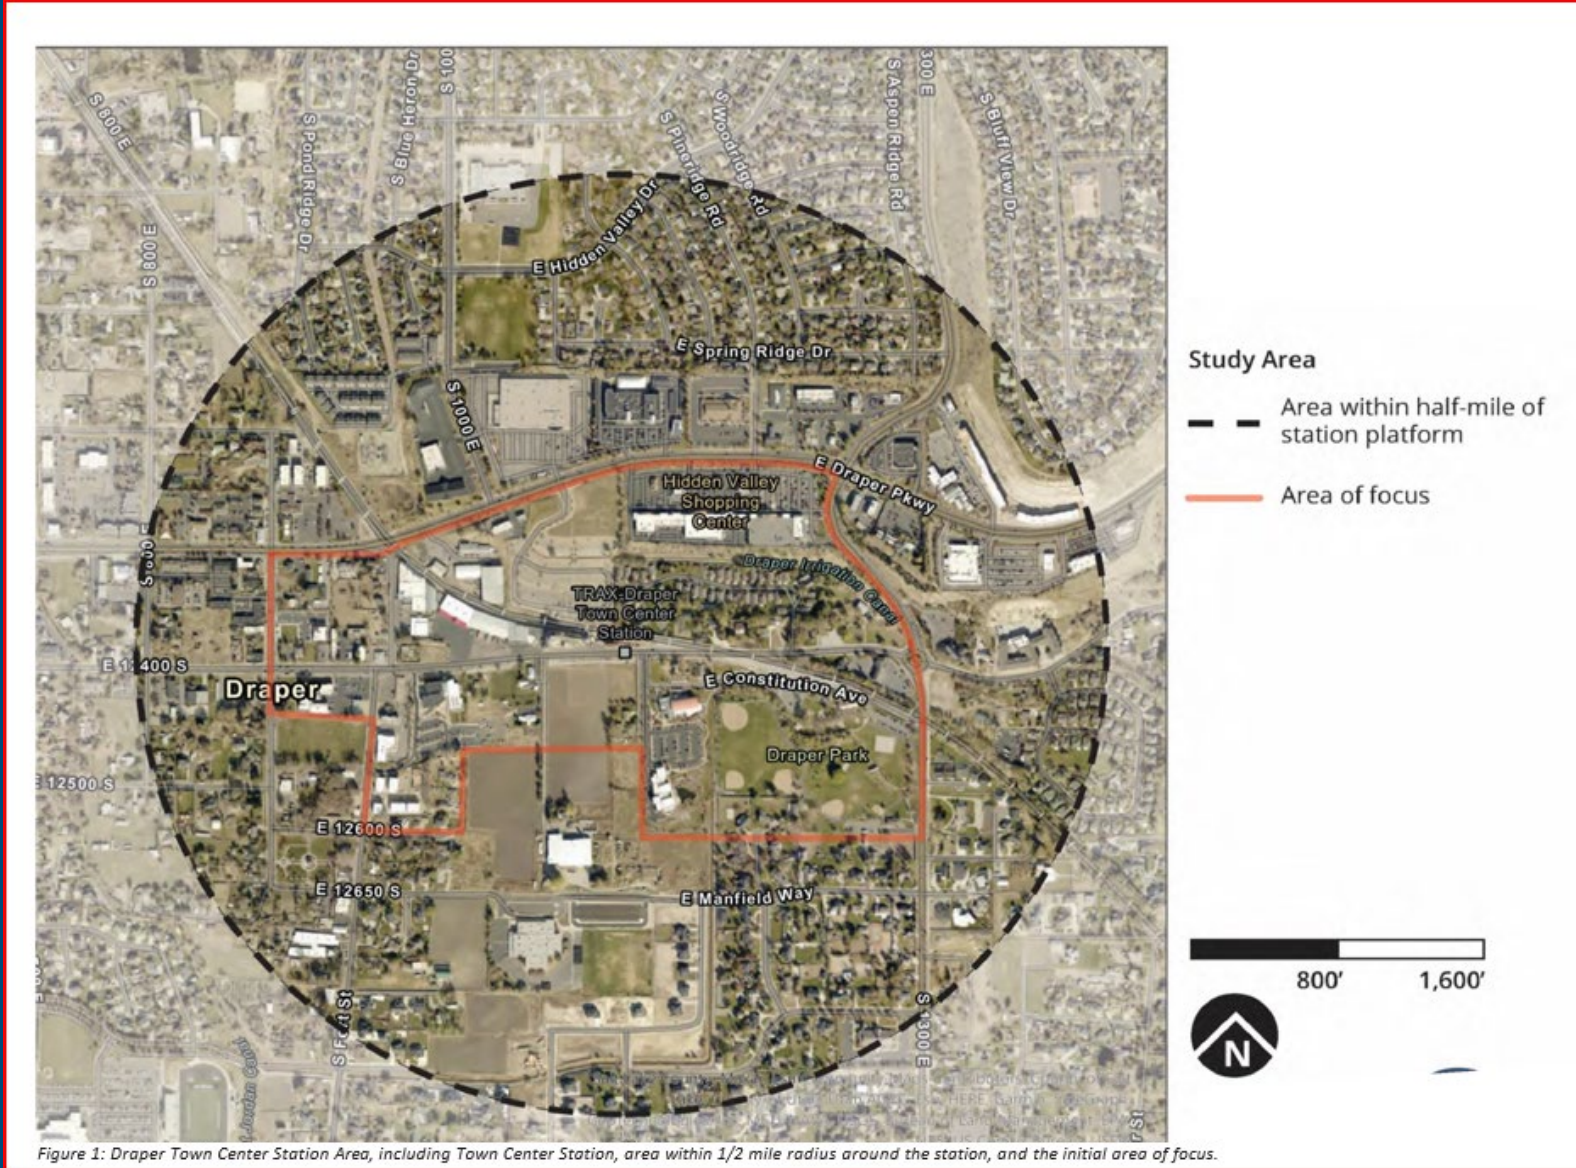 S 800 E
S Pond Ridge Dr
S Blue Heron Dr
S 100
S Pineridge Rd
S Woodridge Rd
S Aspen Ridge Rd
300 E
S Bluff View Dr
S 800 E
E Hidden Valley Dr
E Spring Ridge Dr
S 1000 E
E Draper Pkwy
Hidden Valley
Shopping
Center
Draper Irrigation Canal
TRAX-Draper
Town Center
Station
E 12400 S
Draper
E Constitution Ave
Draper Park
E 12500 S
E 12600 S
E 12650 S
E Manfield Way
S Fort St
S 1300 E
Study Area
Area within half-mile of
station platform
Area of focus
800’
1,600’
N
Figure 1: Draper Town Center Station Area, including Town Center Station, area within 1/2 mile radius around the station, and the initial area of focus.